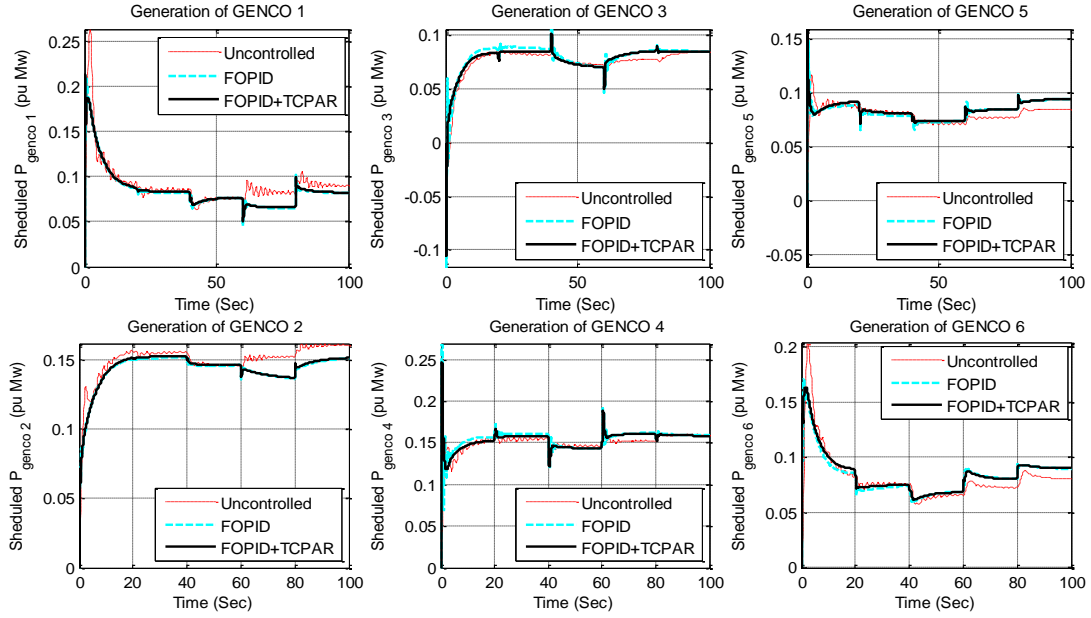 Generation of GENCO 1
Sheduled P genco 1 (pu Mw)
0.25
0.2
0.15
0.1
0.05
0
Uncontrolled
FOPID
FOPID+TCPAR
0 50 100
Time (Sec)
Generation of GENCO 3
Sheduled P genco 3 (pu Mw)
0.1
0.05
0
-0.05
-0.1
Uncontrolled
FOPID
FOPID+TCPAR
0 50 100
Time (Sec)
Generation of GENCO 5
Sheduled P genco 5 (pu Mw)
0.15
0.1
0.05
0
-0.05
Uncontrolled
FOPID
FOPID+TCPAR
0 50 100
Time (Sec)
Generation of GENCO 2
Sheduled P genco 2 (pu Mw)
0.15
0.1
0.05
0
Uncontrolled
FOPID
FOPID+TCPAR
0 20 40 60 80 100
Time (Sec)
Generation of GENCO 4
Sheduled P genco 4 (pu Mw)
0.25
0.2
0.15
0.1
0.05
0
Uncontrolled
FOPID
FOPID+TCPAR
0 20 40 60 80 100
Time (Sec)
Generation of GENCO 6
Sheduled P genco 6 (pu Mw)
0.2
0.15
0.1
0.05
0
Uncontrolled
FOPID
FOPID+TCPAR
0 20 40 60 80 100
Time (Sec)